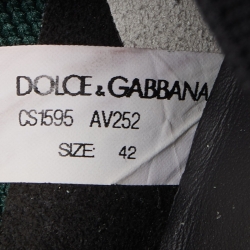 DOLCE & GABBANA
CS1595 AV252
SIZE: 42